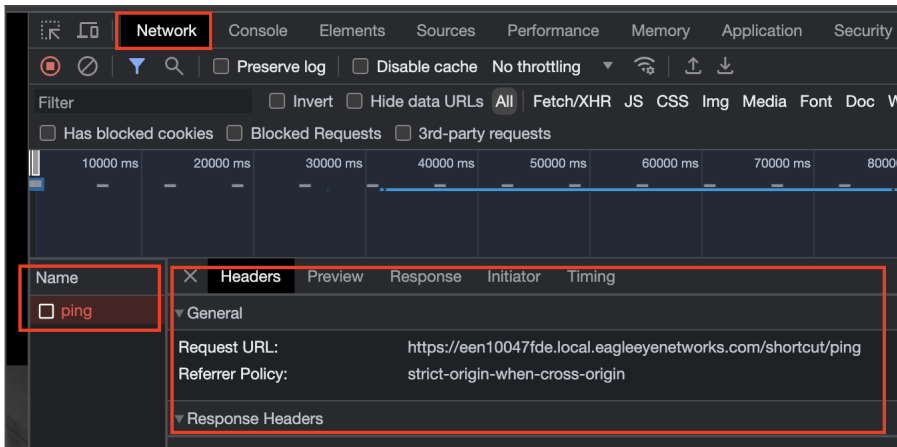 Network Console Elements Sources Performance Memory Application Security
Preserve log Disable cache No throttling
Filter Invert Hide data URLs All Fetch/XHR JS CSS Img Media Font Doc
Has blocked cookies Blocked Requests 3rd-party requests
10000 ms 20000 ms 30000 ms 40000 ms 50000 ms 60000 ms 70000 ms 8000
Name Headers Preview Response Initiator Timing
ping General
Request URL: https://een10047fde.local.eagleeyenetworks.com/shortcut/ping
Referrer Policy: strict-origin-when-cross-origin
Response Headers